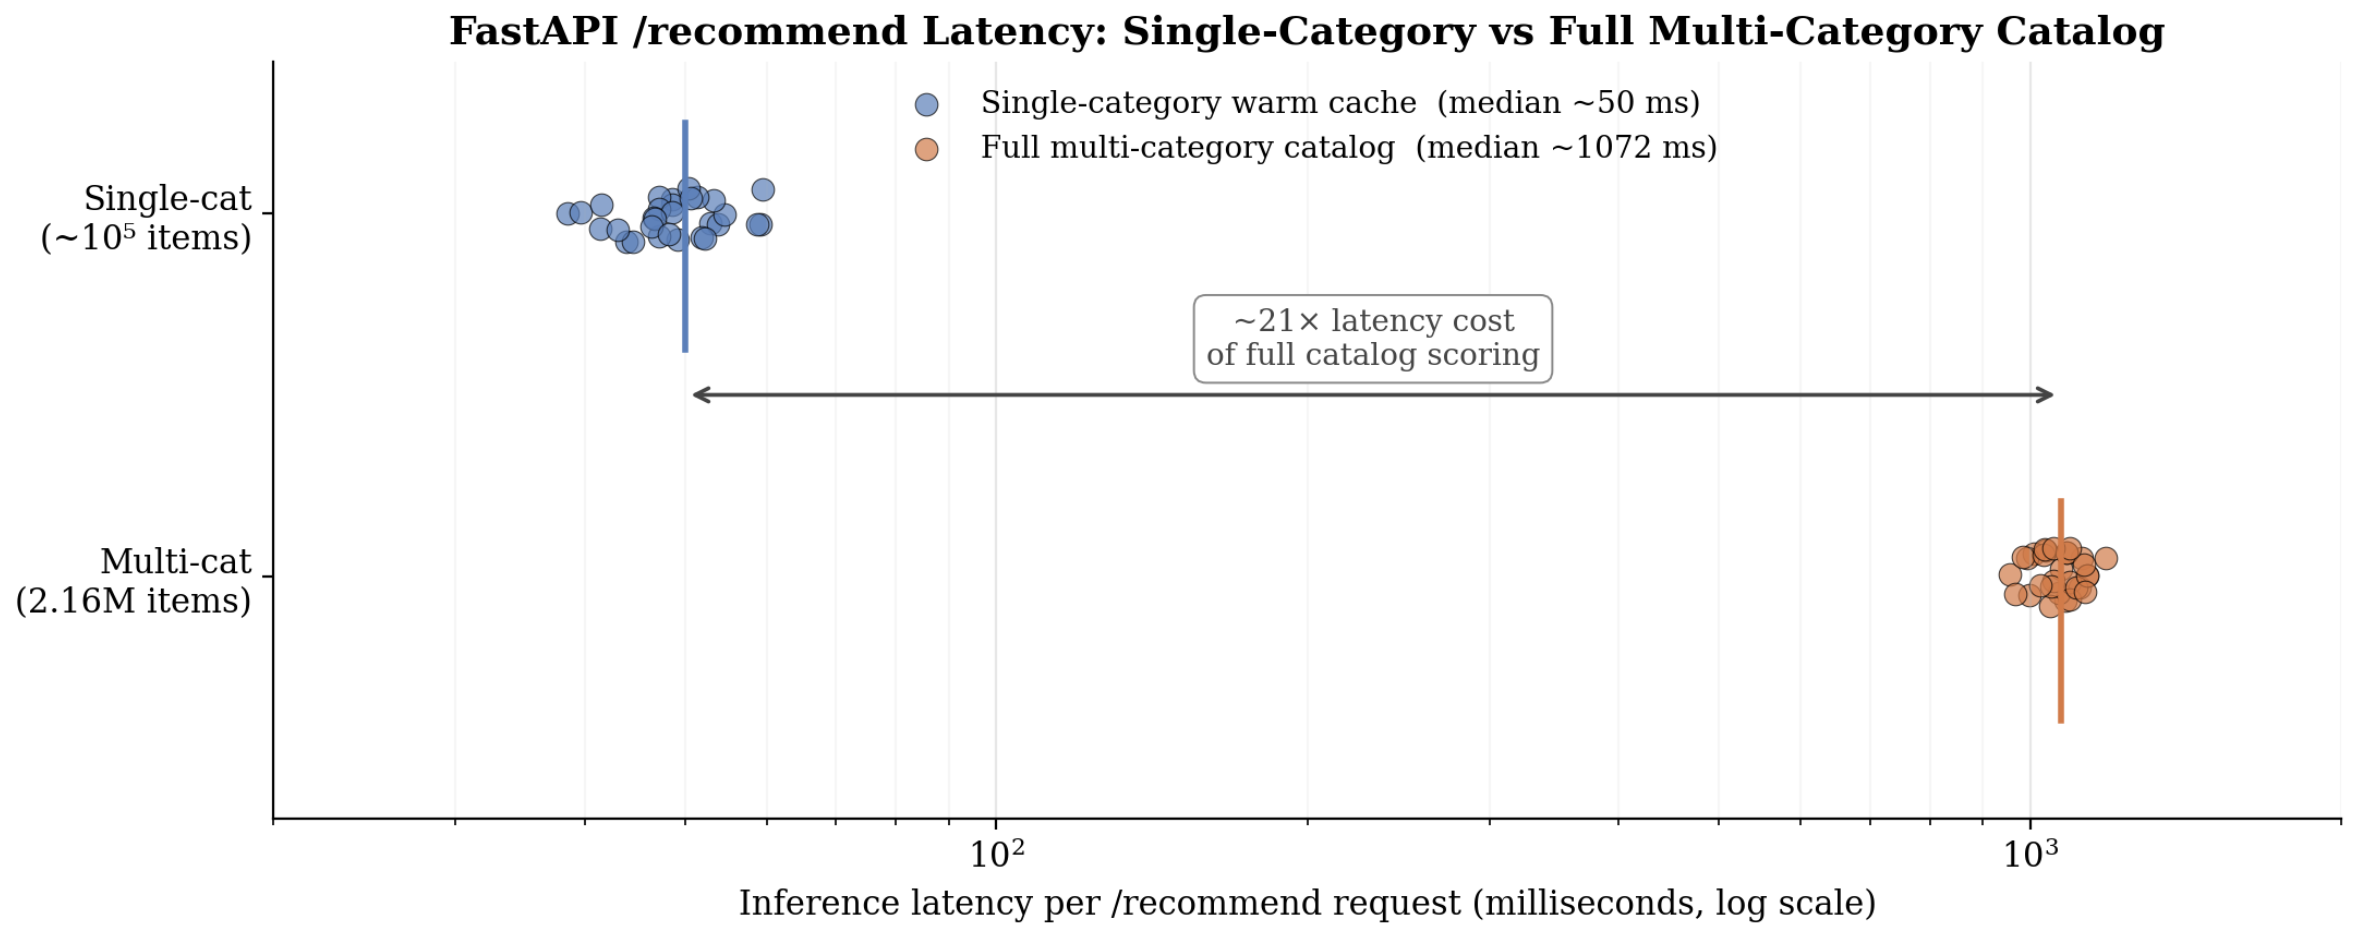 FastAPI /recommend Latency: Single-Category vs Full Multi-Category Catalog
Single-category warm cache (median ~50 ms)
Full multi-category catalog (median ~1072 ms)
Single-cat
(~10⁵ items)
~21× latency cost
of full catalog scoring
Multi-cat
(2.16M items)
10² 10³
Inference latency per /recommend request (milliseconds, log scale)